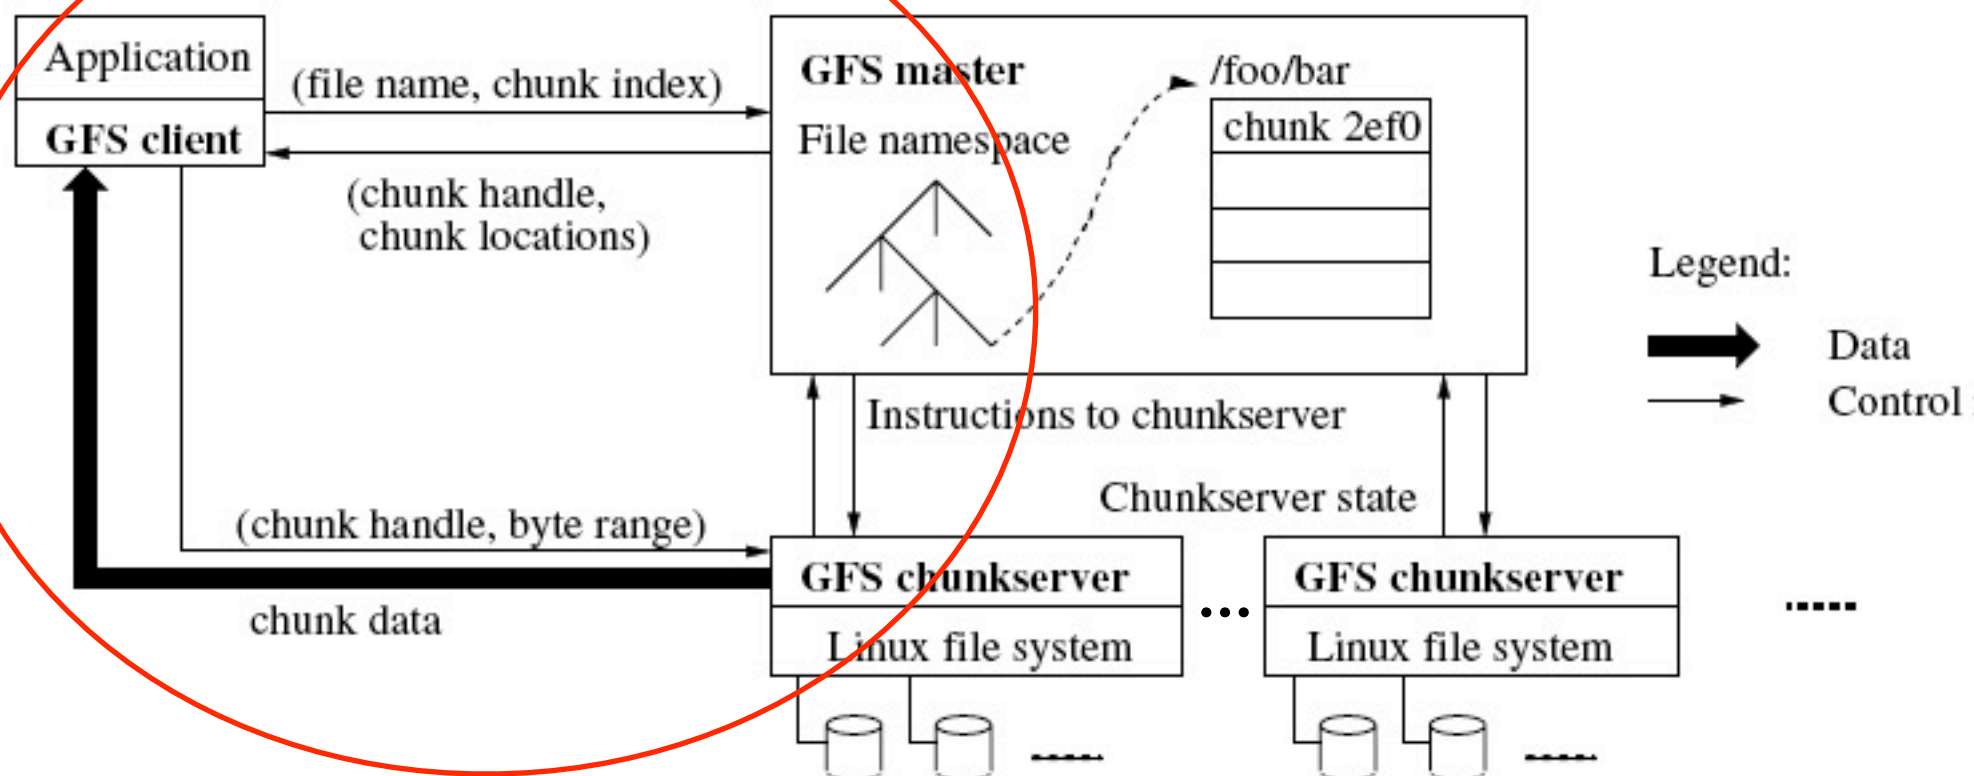 Application
GFS client
(file name, chunk index)
(chunk handle,
chunk locations)
GFS master
File namespace
/foo/bar
chunk 2ef0
Legend:
Data
Control
Instructions to chunkserver
Chunkserver state
(chunk handle, byte range)
chunk data
GFS chunkserver
Linux file system
GFS chunkserver
Linux file system